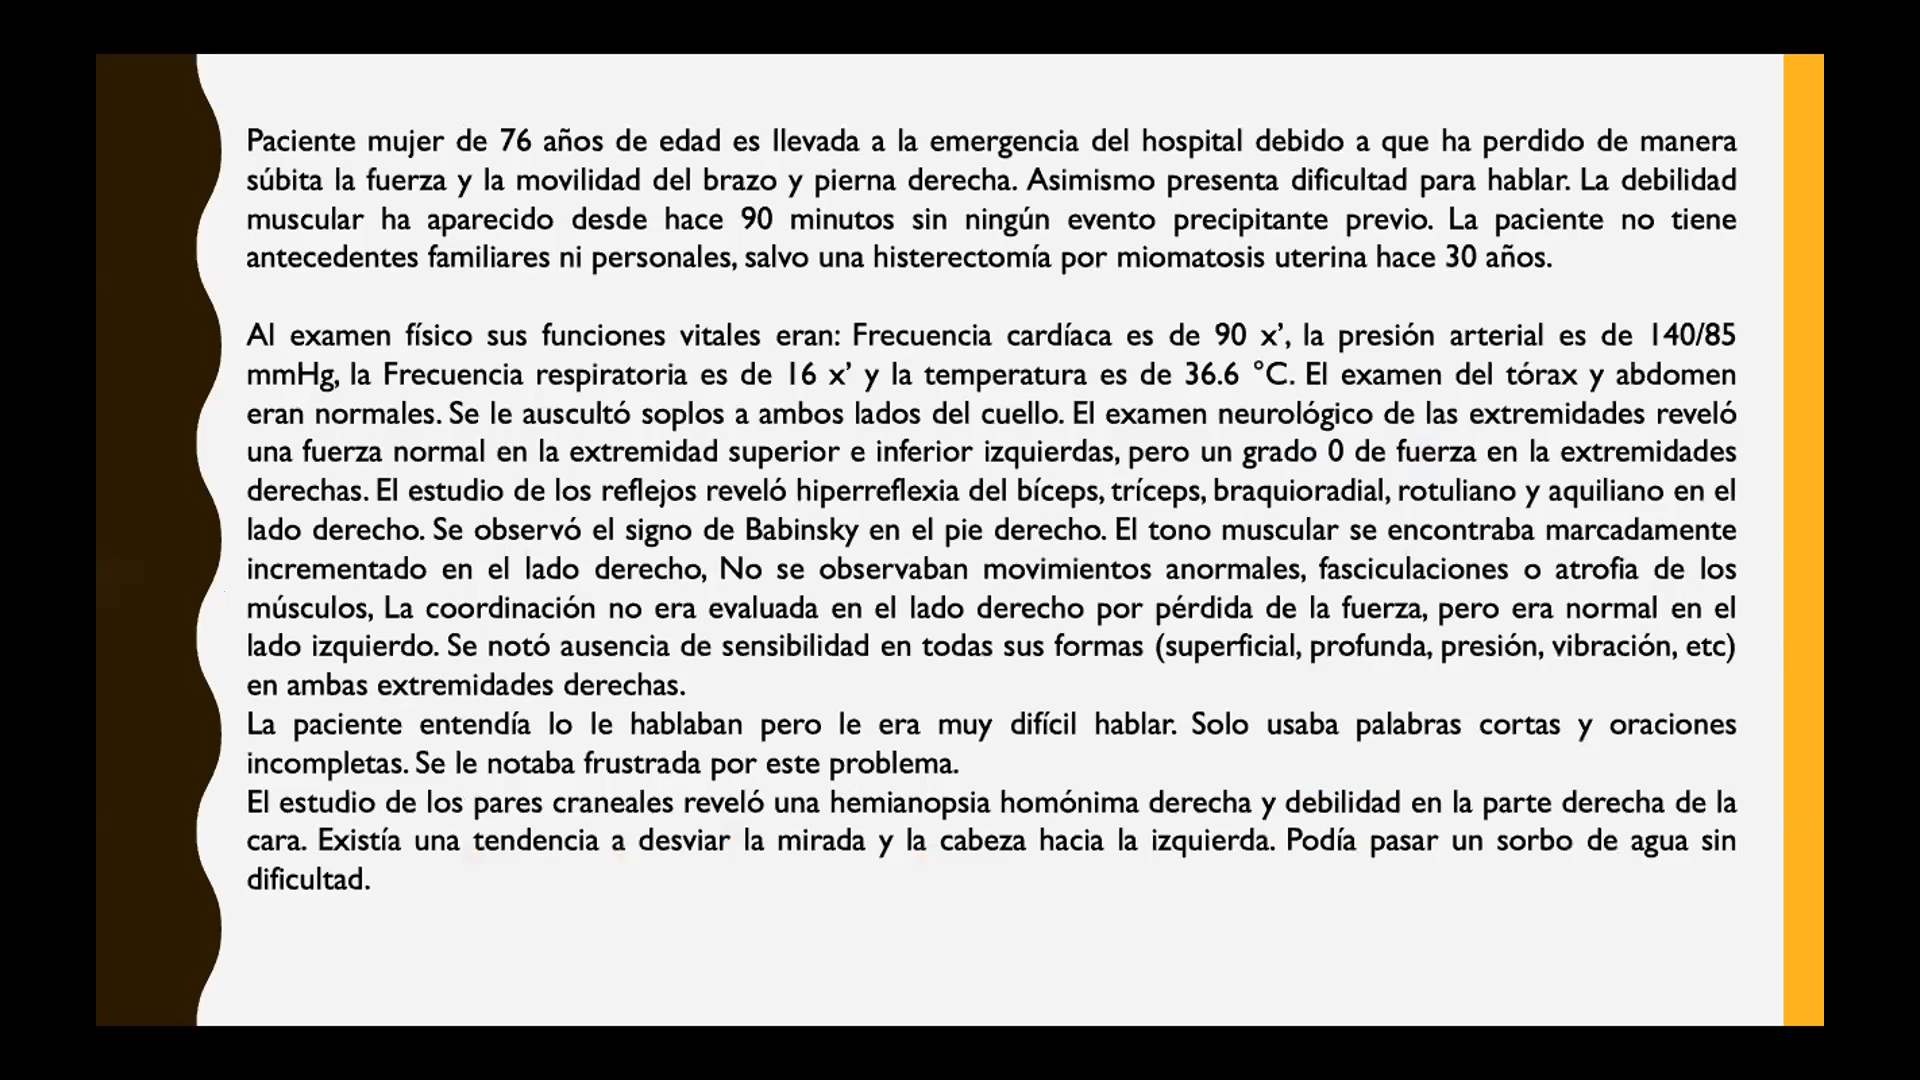 Paciente mujer de 76 años de edad es llevada a la emergencia del hospital debido a que ha perdido de manera
súbita la fuerza y la movilidad del brazo y pierna derecha. Asimismo presenta dificultad para hablar. La debilidad
muscular ha aparecido desde hace 90 minutos sin ningún evento precipitante previo. La paciente no tiene
antecedentes familiares ni personales, salvo una histerectomía por miomatosis uterina hace 30 años.
Al examen físico sus funciones vitales eran: Frecuencia cardíaca es de 90 x’, la presión arterial es de 140/85
mmHg, la Frecuencia respiratoria es de 16 x’ y la temperatura es de 36.6 °C. El examen del tórax y abdomen
eran normales. Se le auscultó soplos a ambos lados del cuello. El examen neurológico de las extremidades reveló
una fuerza normal en la extremidad superior e inferior izquierdas, pero un grado 0 de fuerza en la extremidades
derechas. El estudio de los reflejos reveló hiperreflexia del bíceps, tríceps, braquioradial, rotuliano y aquiliano en el
lado derecho. Se observó el signo de Babinsky en el pie derecho. El tono muscular se encontraba marcadamente
incrementado en el lado derecho, No se observaban movimientos anormales, fasciculaciones o atrofia de los
músculos, La coordinación no era evaluada en el lado derecho por pérdida de la fuerza, pero era normal en el
lado izquierdo. Se notó ausencia de sensibilidad en todas sus formas (superficial, profunda, presión, vibración, etc)
en ambas extremidades derechas.
La paciente entendía lo le hablaban pero le era muy difícil hablar. Solo usaba palabras cortas y oraciones
incompletas. Se le notaba frustrada por este problema.
El estudio de los pares craneales reveló una hemianopsia homónima derecha y debilidad en la parte derecha de la
cara. Existía una tendencia a desviar la mirada y la cabeza hacia la izquierda. Podía pasar un sorbo de agua sin
dificultad.